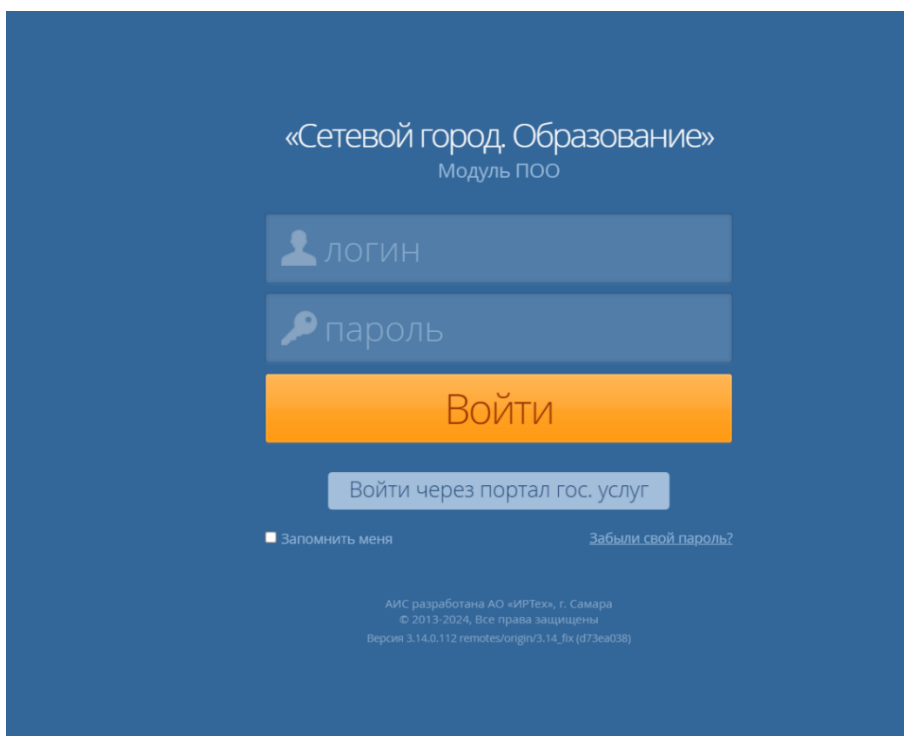 «Сетевой город. Образование»
Модуль ПОО
логин
пароль
Войти
Войти через портал гос. услуг
Запомнить меня
Забыли свой пароль?
АИС разработана АО «ИРТех», г. Самара
© 2013-2024, Все права защищены
Версия 3.14.0.112 remotes/origin/3.14_fix (d73ea038)